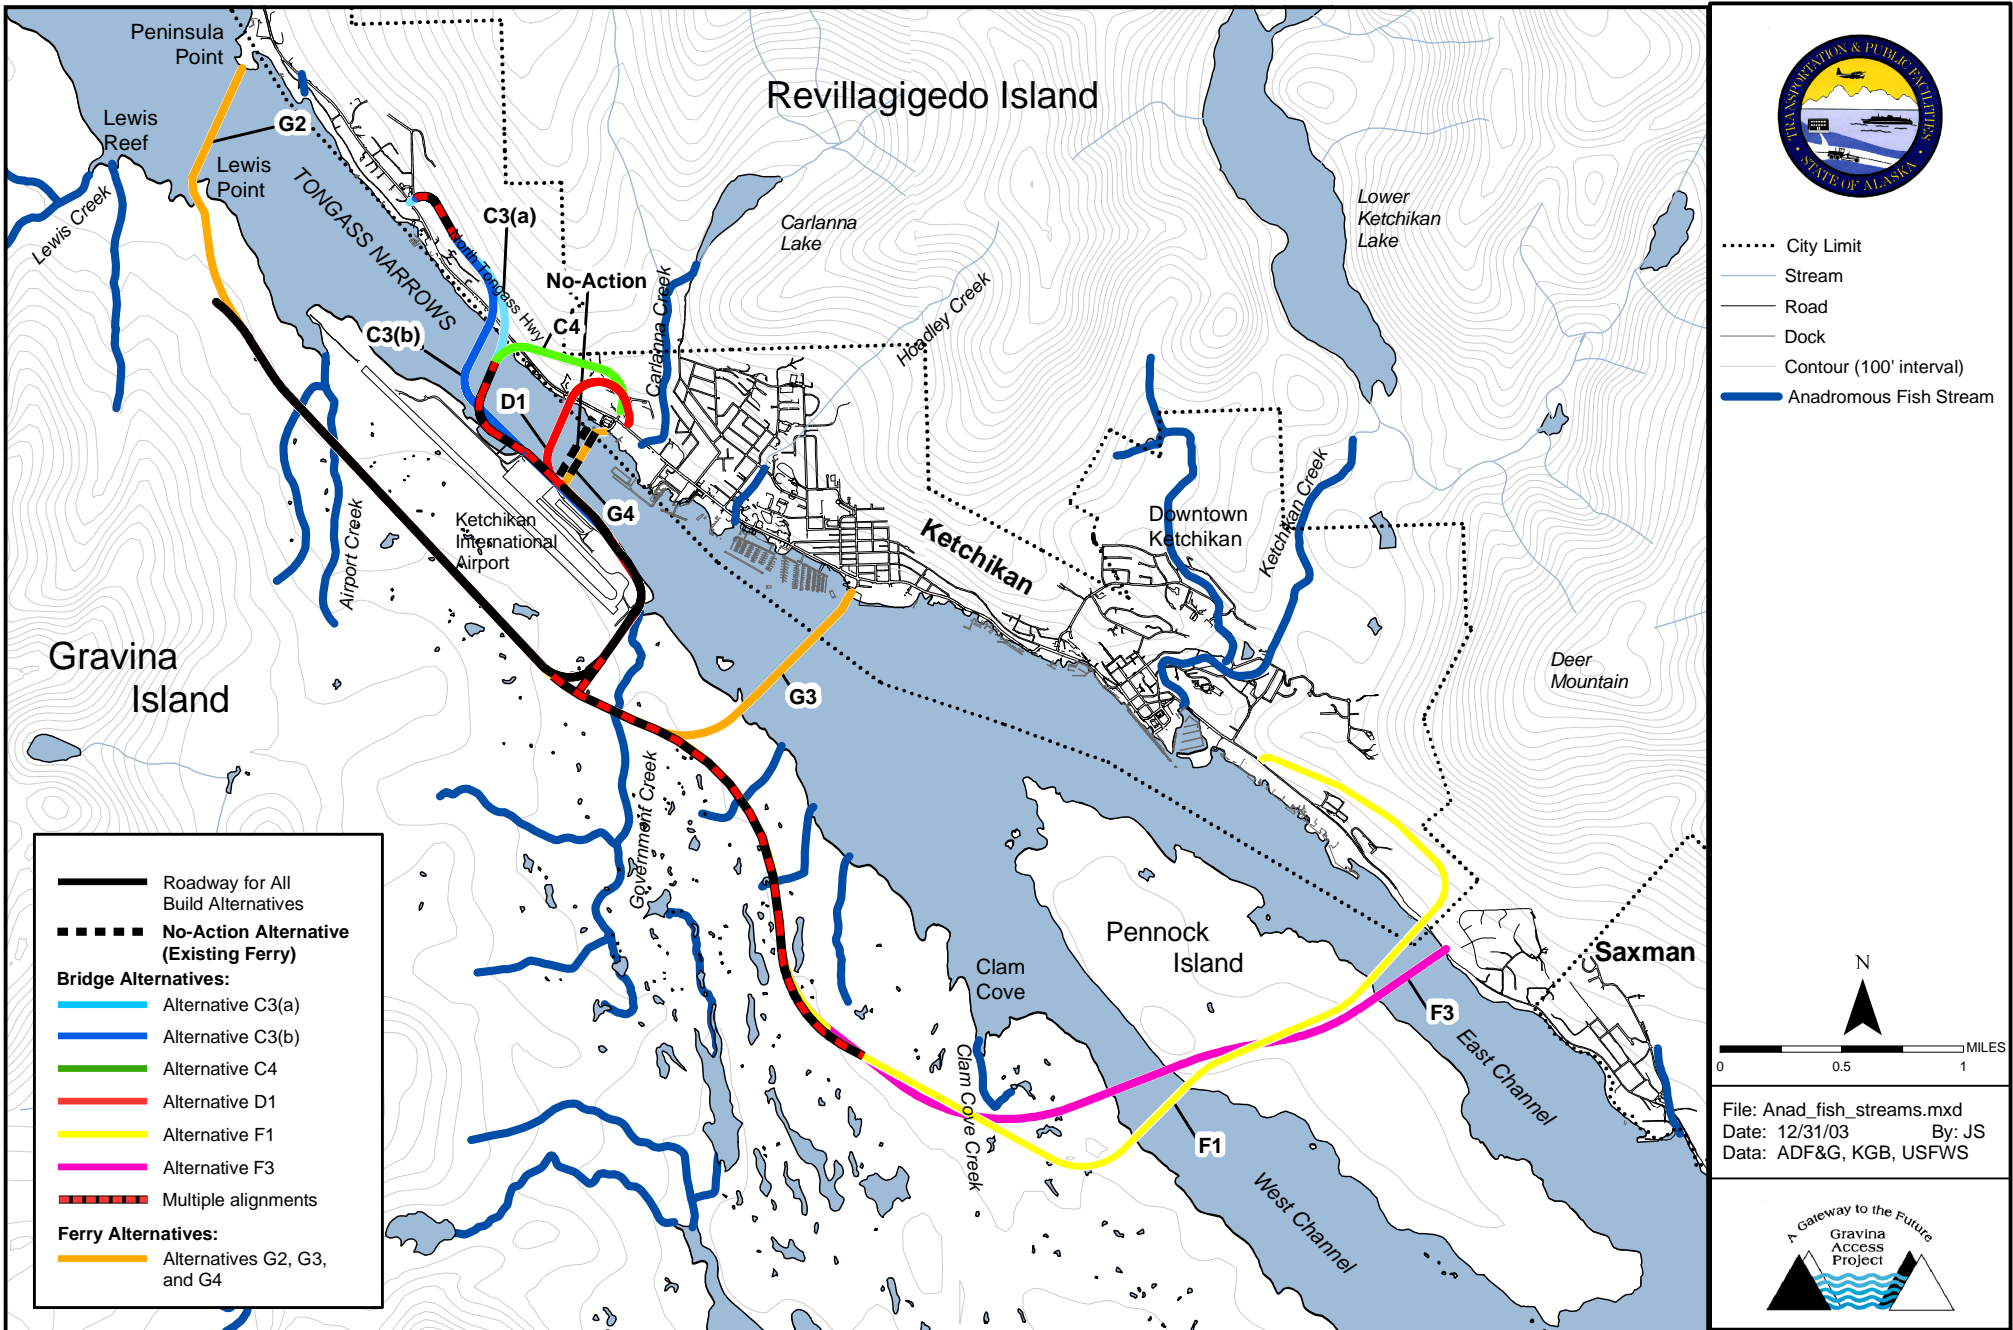 Peninsula
Point
Lewis
Reef
G2
Lewis
Point
Lewis Creek
TONGASS NARROWS
Revillagigedo Island
C3(a)
North Tongass Hwy
No-Action
C4
C3(b)
D1
G4
Carlanna Creek
Carlanna
Lake
Hoadley Creek
Lower
Ketchikan
Lake
Ketchikan
International
Airport
Airport Creek
Ketchikan
Downtown
Ketchikan
Ketchikan Creek
Deer
Mountain
Gravina
Island
G3
Government Creek
Pennock
Island
Clam
Cove
Clam Cove Creek
Saxman
F3
East Channel
F1
West Channel
Roadway for All
Build Alternatives
No-Action Alternative
(Existing Ferry)
Bridge Alternatives:
Alternative C3(a)
Alternative C3(b)
Alternative C4
Alternative D1
Alternative F1
Alternative F3
Multiple alignments
Ferry Alternatives:
Alternatives G2, G3,
and G4
TRANSPORTATION & PUBLIC FACILITIES
• STATE OF ALASKA •
City Limit
Stream
Road
Dock
Contour (100' interval)
Anadromous Fish Stream
N
MILES
0 0.5 1
File: Anad_fish_streams.mxd
Date: 12/31/03 By: JS
Data: ADF&G, KGB, USFWS
A Gateway to the Future
Gravina
Access
Project